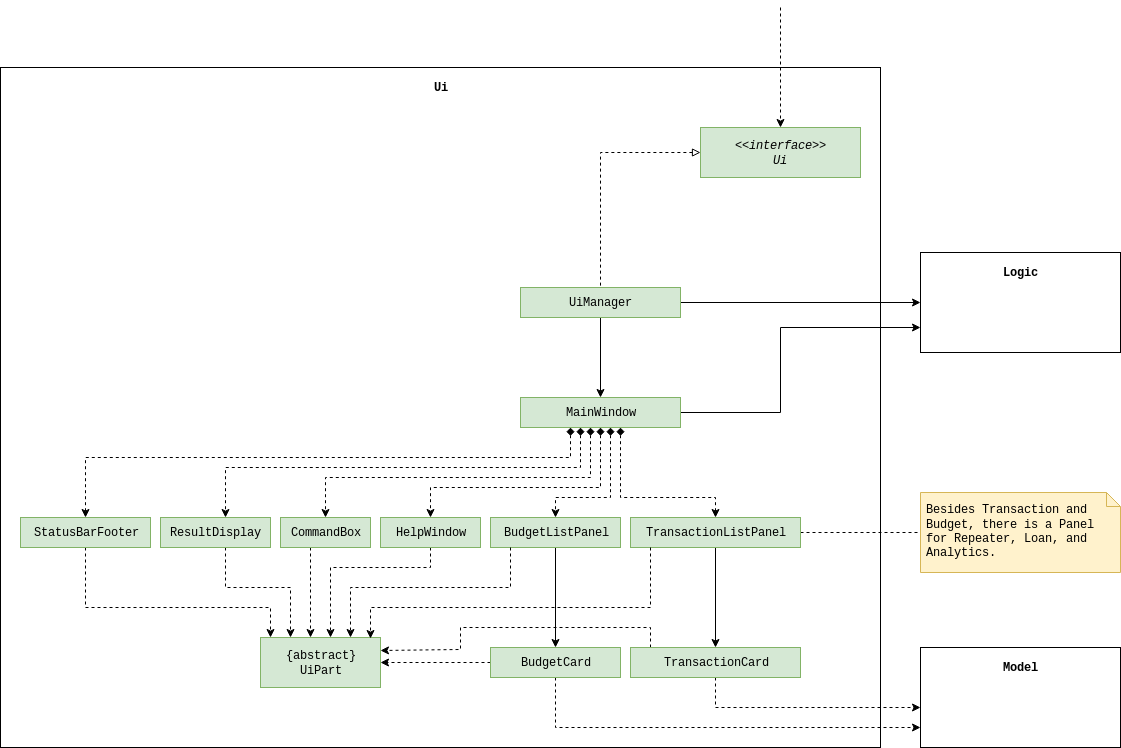 Ui
<<interface>>
Ui
Logic
UiManager
MainWindow
StatusBarFooter
ResultDisplay
CommandBox
HelpWindow
BudgetListPanel
TransactionListPanel
Besides Transaction and
Budget, there is a Panel
for Repeater, Loan, and
Analytics.
{abstract}
UiPart
BudgetCard
TransactionCard
Model